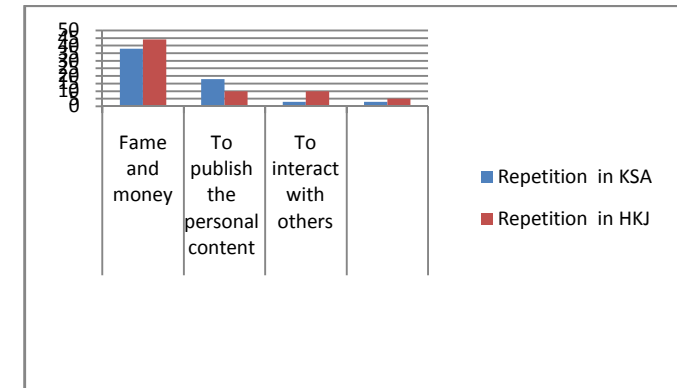 50
45
40
35
30
25
20
15
10
5
0
Fame
and
money
To
publish
the
personal
content
To
interact
with
others
Repetition in KSA
Repetition in HKJ